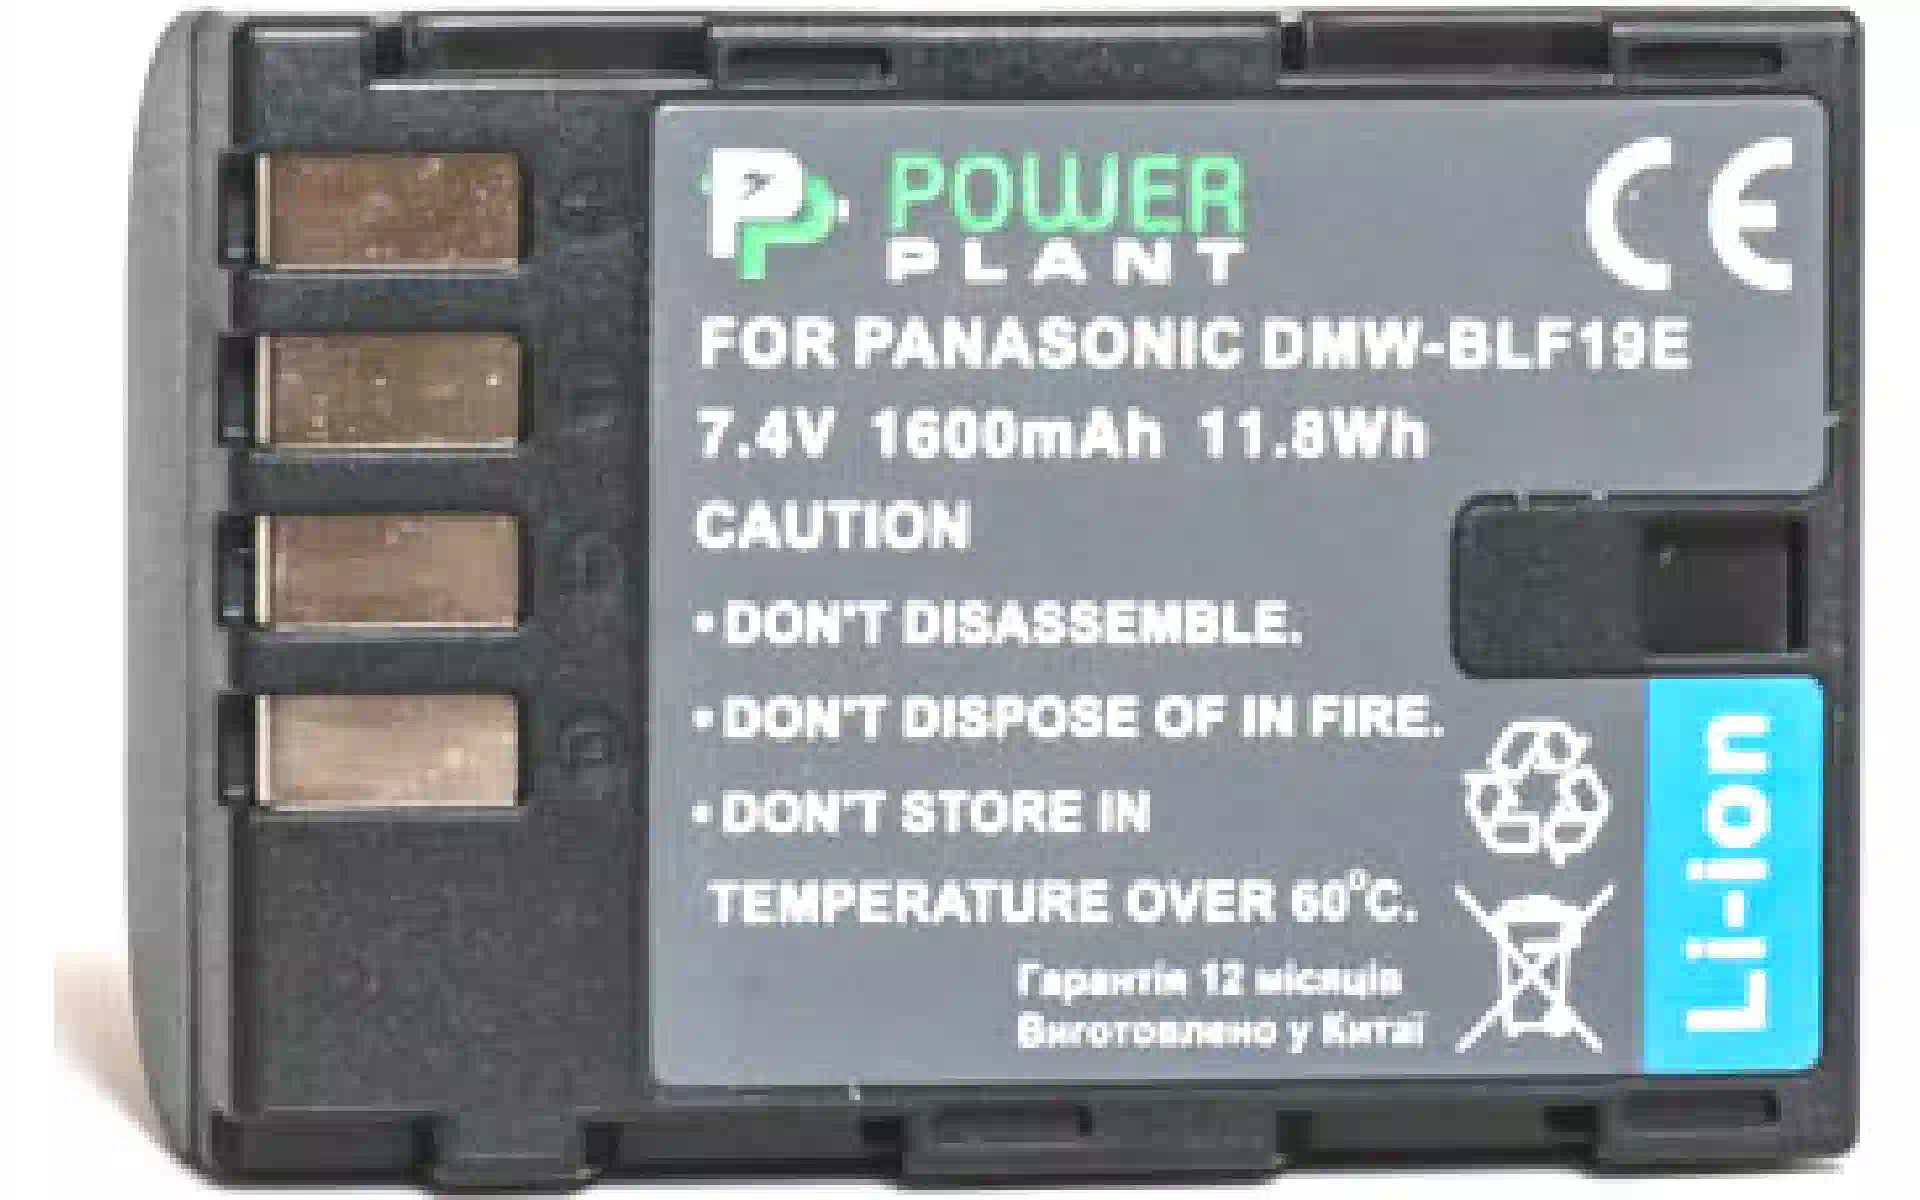 POWER
PLANT
CE
FOR PANASONIC DMW-BLF19E
7.4V 1600mAh 11.8Wh
CAUTION
• DON'T DISASSEMBLE.
• DON'T DISPOSE OF IN FIRE.
• DON'T STORE IN
TEMPERATURE OVER 60°C.
Гарантія 12 місяців
Виготовлено у Китаї
Li-ion